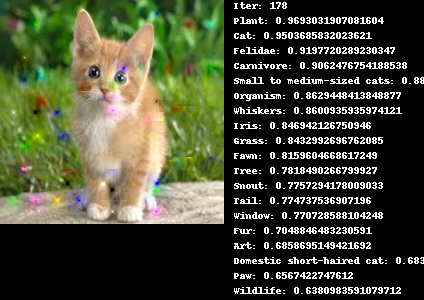 Iter: 178
Plant: 0.9693031907081604
Cat: 0.9503685832023621
Felidae: 0.9197720289230347
Carnivore: 0.9062476754188538
Small to medium-sized cats: 0.88
Organism: 0.8629448413848877
Whiskers: 0.8600935935974121
Iris: 0.846942126750946
Grass: 0.8432992696762085
Fawn: 0.8159604668617249
Tree: 0.7818490266799927
Snout: 0.7757294178009033
Tail: 0.774737536907196
Window: 0.770728588104248
Fur: 0.7048846483230591
Art: 0.6858695149421692
Domestic short-haired cat: 0.683
Paw: 0.6567422747612
Wildlife: 0.6380983591079712